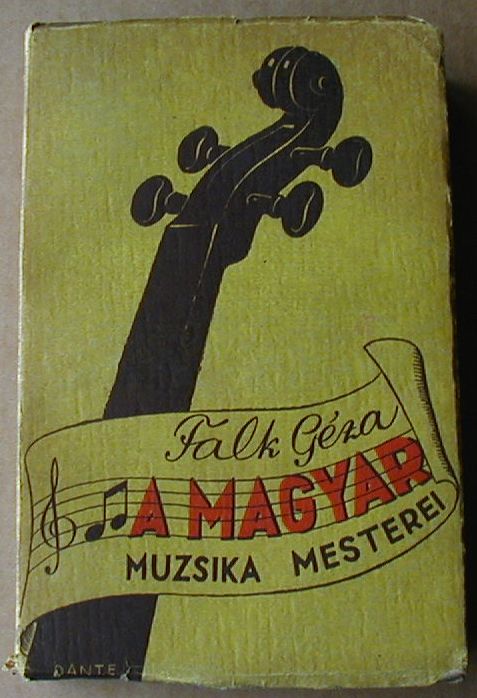 Falk Géza
A MAGYAR
MUZSIKA MESTEREI
DANTE